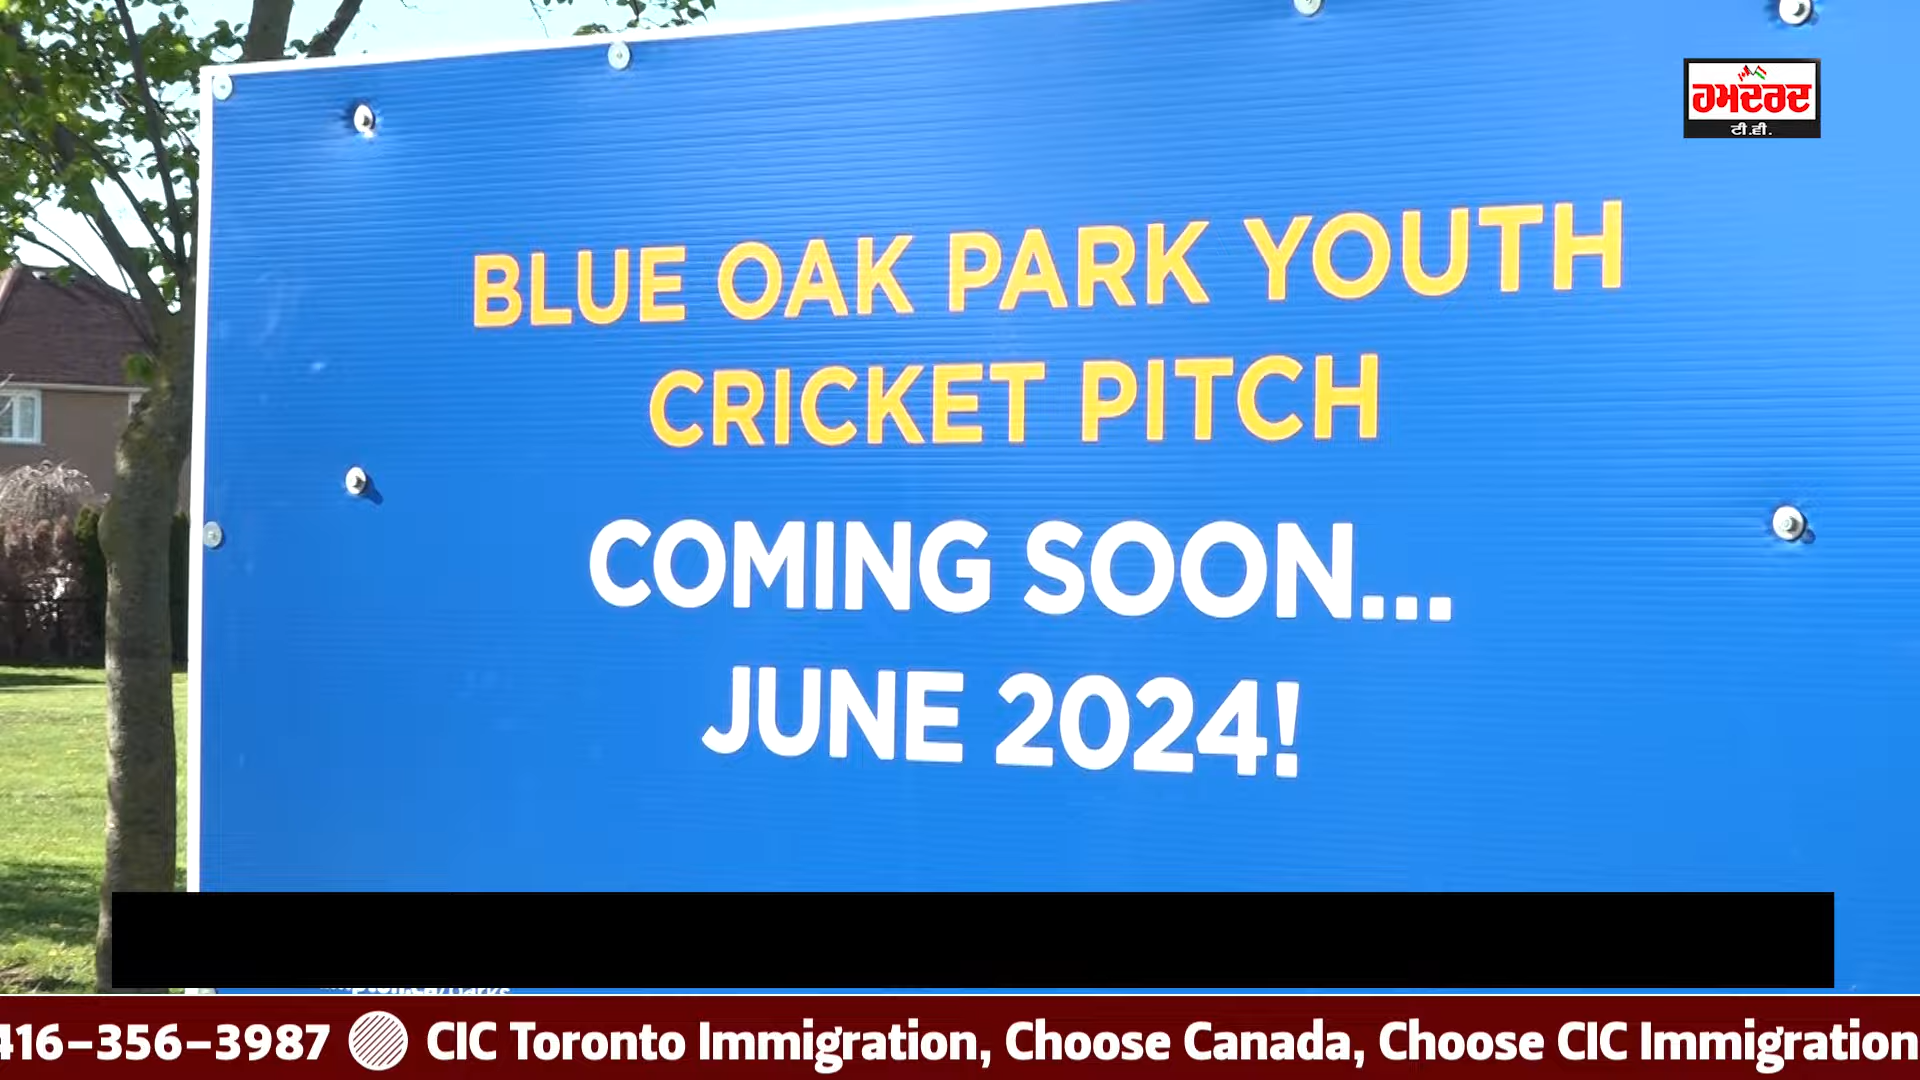 ਹਮਦਰਦ
ਟੀ.ਵੀ.
BLUE OAK PARK YOUTH
CRICKET PITCH
COMING SOON...
JUNE 2024!
416-356-3987 CIC Toronto Immigration, Choose Canada, Choose CIC Immigration